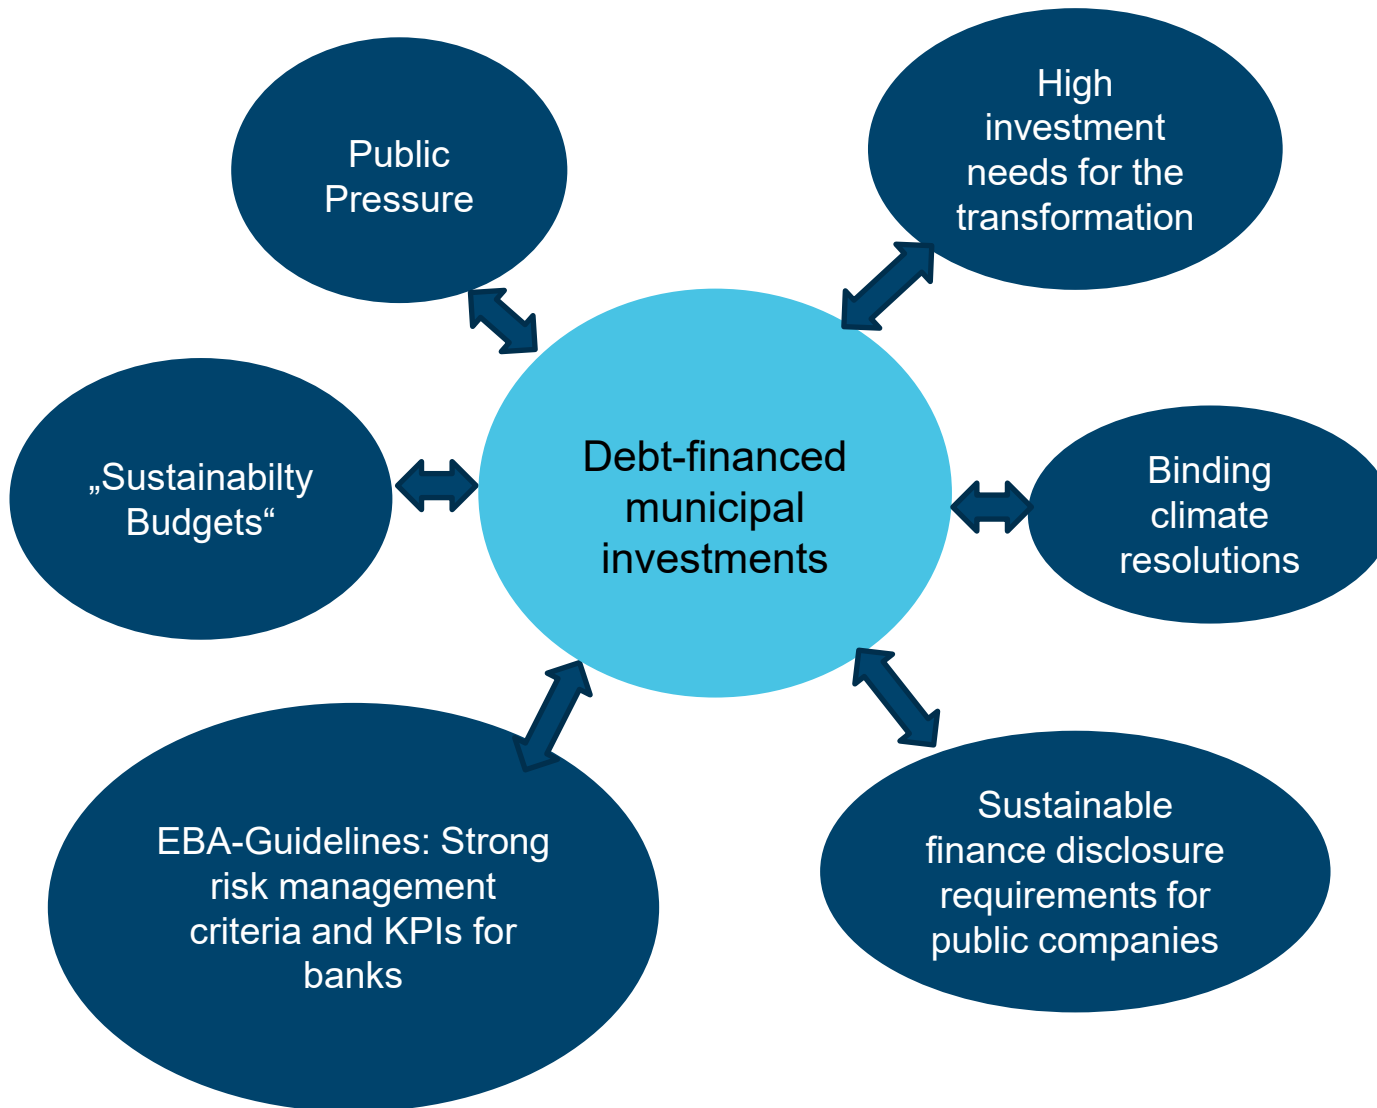 Public
Pressure
High
investment
needs for the
transformation
„Sustainabilty
Budgets“
Debt-financed
municipal
investments
Binding
climate
resolutions
EBA-Guidelines: Strong
risk management
criteria and KPIs for
banks
Sustainable
finance disclosure
requirements for
public companies